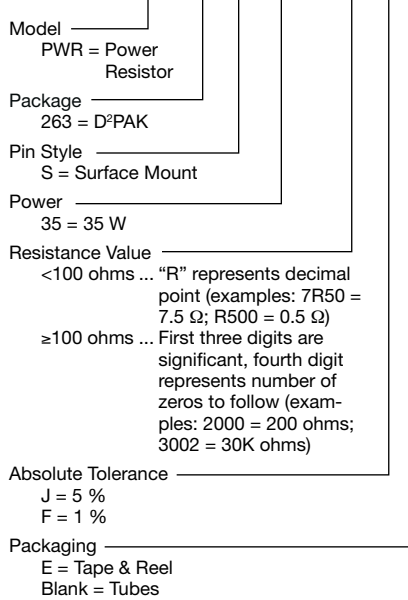 Model
PWR = Power
Resistor
Package
263 = D²PAK
Pin Style
S = Surface Mount
Power
35 = 35 W
Resistance Value
<100 ohms ... “R” represents decimal
point (examples: 7R50 =
7.5 Ω; R500 = 0.5 Ω)
≥100 ohms ... First three digits are
significant, fourth digit
represents number of
zeros to follow (exam-
ples: 2000 = 200 ohms;
3002 = 30K ohms)
Absolute Tolerance
J = 5 %
F = 1 %
Packaging
E = Tape & Reel
Blank = Tubes